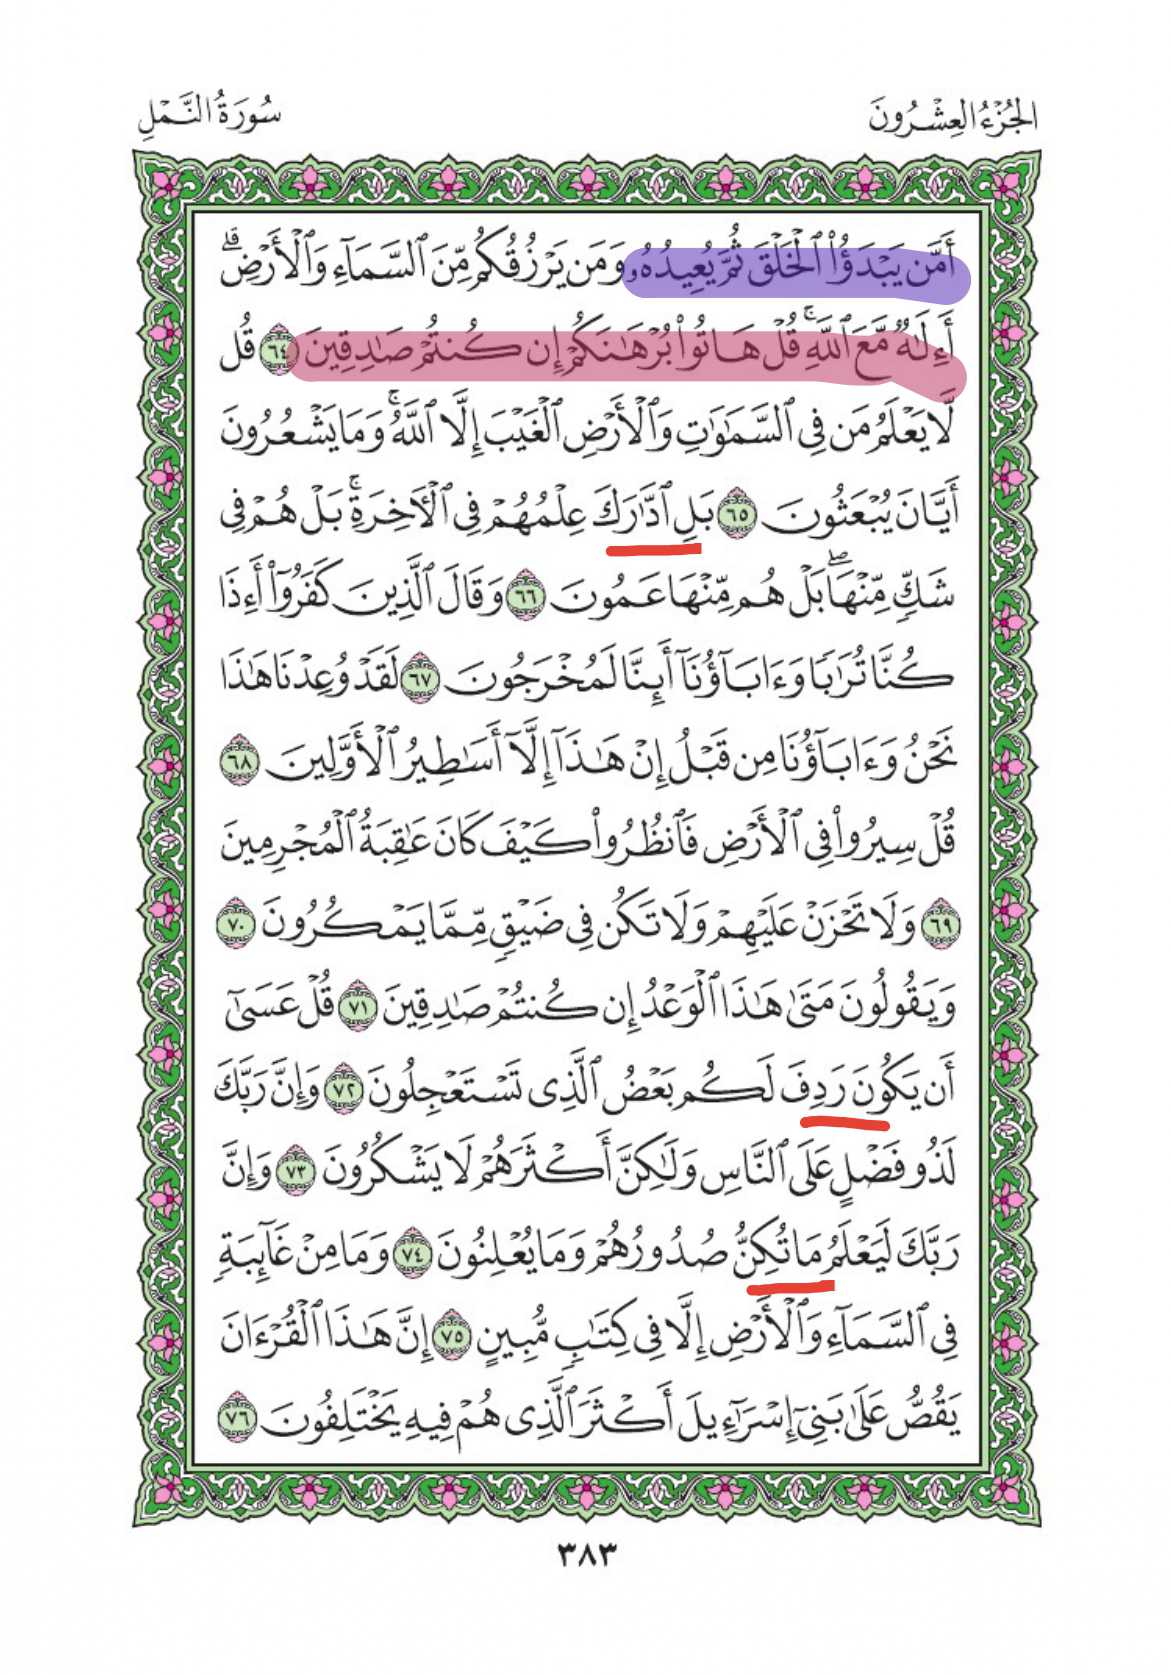 الجُزْءُ العِشْرُونَ
سُورَةُ النَّمْلِ
أَمَّن يَبْدَؤُاْ ٱلْخَلْقَ ثُمَّ يُعِيدُهُۥ وَمَن يَرْزُقُكُم مِّنَ ٱلسَّمَآءِ وَٱلْأَرْضِۗ
أَءِلَٰهٌ مَّعَ ٱللَّهِۚ قُلْ هَاتُواْ بُرْهَٰنَكُمْ إِن كُنتُمْ صَٰدِقِينَ ٦٤ قُل
لَّا يَعْلَمُ مَن فِى ٱلسَّمَٰوَٰتِ وَٱلْأَرْضِ ٱلْغَيْبَ إِلَّا ٱللَّهُۚ وَمَا يَشْعُرُونَ
أَيَّانَ يُبْعَثُونَ ٦٥ بَلِ ٱدَّٰرَكَ عِلْمُهُمْ فِى ٱلْأَخِرَةِۚ بَلْ هُمْ فِى
شَكٍّ مِّنْهَاۖ بَلْ هُم مِّنْهَا عَمُونَ ٦٦ وَقَالَ ٱلَّذِينَ كَفَرُوٓاْ أَءِذَا
كُنَّا تُرَٰبًا وَءَابَآؤُنَآ أَئِنَّا لَمُخْرَجُونَ ٦٧ لَقَدْ وُعِدْنَا هَٰذَا
نَحْنُ وَءَابَآؤُنَا مِن قَبْلُ إِنْ هَٰذَآ إِلَّآ أَسَٰطِيرُ ٱلْأَوَّلِينَ ٦٨
قُلْ سِيرُواْ فِى ٱلْأَرْضِ فَٱنظُرُواْ كَيْفَ كَانَ عَٰقِبَةُ ٱلْمُجْرِمِينَ
٦٩ وَلَا تَحْزَنْ عَلَيْهِمْ وَلَا تَكُن فِى ضَيْقٍ مِّمَّا يَمْكُرُونَ ٧٠
وَيَقُولُونَ مَتَىٰ هَٰذَا ٱلْوَعْدُ إِن كُنتُمْ صَٰدِقِينَ ٧١ قُلْ عَسَىٰٓ
أَن يَكُونَ رَدِفَ لَكُم بَعْضُ ٱلَّذِى تَسْتَعْجِلُونَ ٧٢ وَإِنَّ رَبَّكَ
لَذُو فَضْلٍ عَلَى ٱلنَّاسِ وَلَٰكِنَّ أَكْثَرَهُمْ لَا يَشْكُرُونَ ٧٣ وَإِنَّ
رَبَّكَ لَيَعْلَمُ مَا تُكِنُّ صُدُورُهُمْ وَمَا يُعْلِنُونَ ٧٤ وَمَا مِنْ غَآئِبَةٍ
فِى ٱلسَّمَآءِ وَٱلْأَرْضِ إِلَّا فِى كِتَٰبٍ مُّبِينٍ ٧٥ إِنَّ هَٰذَا ٱلْقُرْءَانَ
يَقُصُّ عَلَىٰ بَنِىٓ إِسْرَٰٓءِيلَ أَكْثَرَ ٱلَّذِى هُمْ فِيهِ يَخْتَلِفُونَ ٧٦
٣٨٣